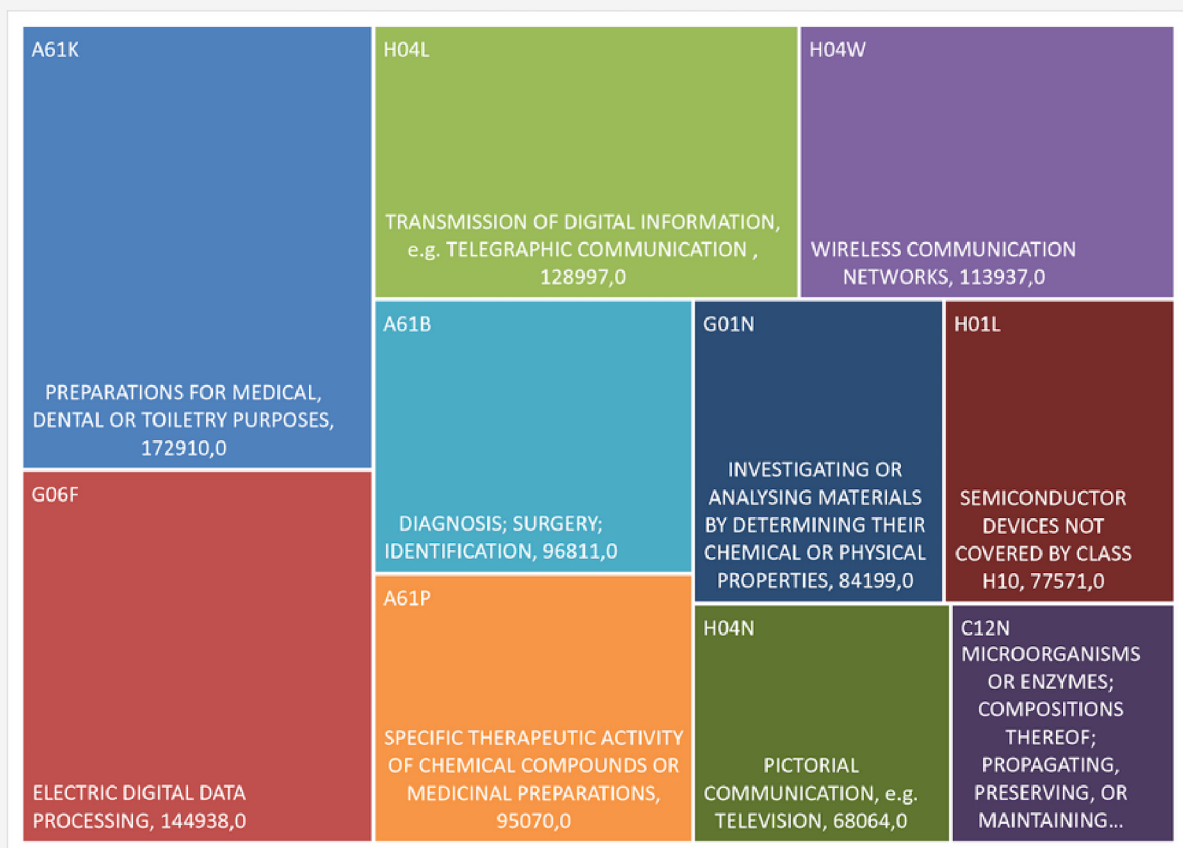 A61K
PREPARATIONS FOR MEDICAL,
DENTAL OR TOILETRY PURPOSES,
172910,0
G06F
ELECTRIC DIGITAL DATA
PROCESSING, 144938,0
H04L
TRANSMISSION OF DIGITAL INFORMATION,
e.g. TELEGRAPHIC COMMUNICATION ,
128997,0
H04W
WIRELESS COMMUNICATION
NETWORKS, 113937,0
A61B
DIAGNOSIS; SURGERY;
IDENTIFICATION, 96811,0
A61P
SPECIFIC THERAPEUTIC ACTIVITY
OF CHEMICAL COMPOUNDS OR
MEDICINAL PREPARATIONS,
95070,0
G01N
INVESTIGATING OR
ANALYSING MATERIALS
BY DETERMINING THEIR
CHEMICAL OR PHYSICAL
PROPERTIES, 84199,0
H01L
SEMICONDUCTOR
DEVICES NOT
COVERED BY CLASS
H10, 77571,0
H04N
PICTORIAL
COMMUNICATION, e.g.
TELEVISION, 68064,0
C12N
MICROORGANISMS
OR ENZYMES;
COMPOSITIONS
THEREOF;
PROPAGATING,
PRESERVING, OR
MAINTAINING...